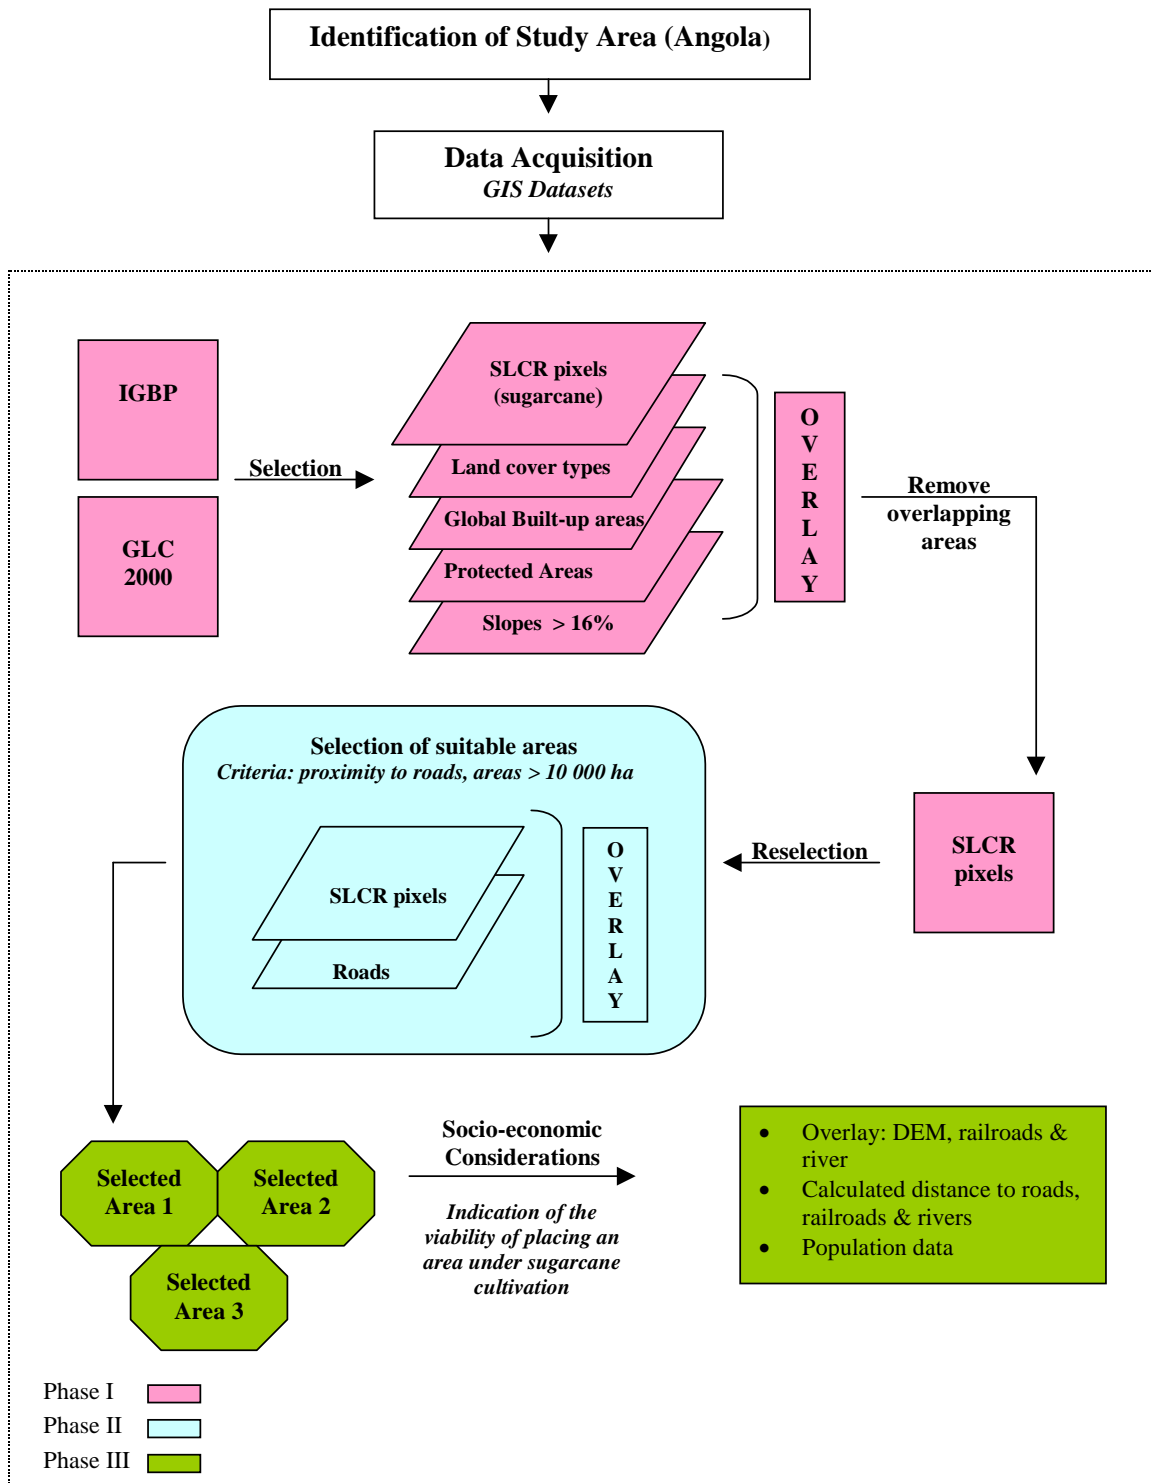 Identification of Study Area (Angola)
Data Acquisition
GIS Datasets
IGBP
GLC
2000
Selection
SLCR pixels
(sugarcane)
Land cover types
Global Built-up areas
Protected Areas
Slopes > 16%
O
V
E
R
L
A
Y
Remove
overlapping
areas
SLCR
pixels
Reselection
Selection of suitable areas
Criteria: proximity to roads, areas > 10 000 ha
SLCR pixels
Roads
O
V
E
R
L
A
Y
Selected
Area 1
Selected
Area 2
Selected
Area 3
Socio-economic
Considerations
Indication of the
viability of placing an
area under sugarcane
cultivation
• Overlay: DEM, railroads &
river
• Calculated distance to roads,
railroads & rivers
• Population data
Phase I
Phase II
Phase III